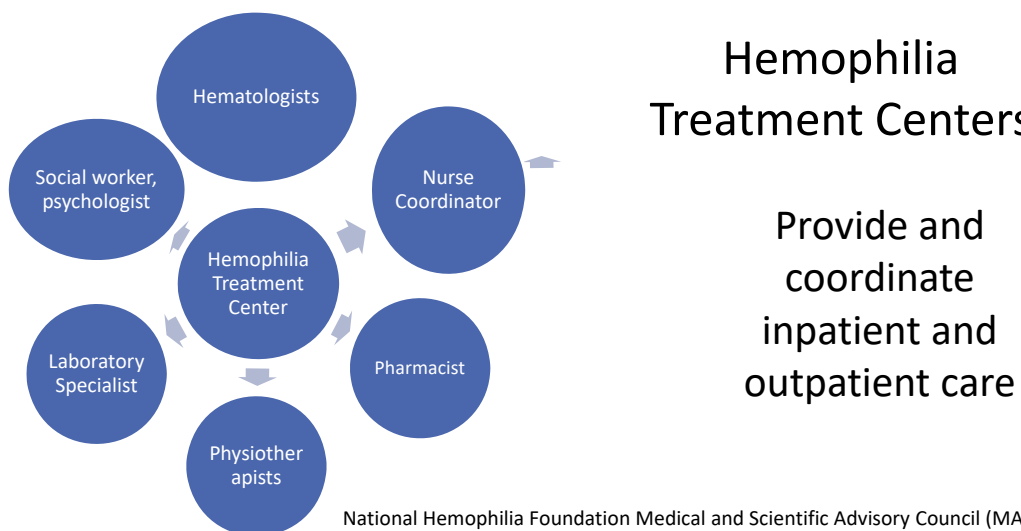 Hematologists
Hemophilia
Treatment Centers
Social worker,
psychologist
Nurse
Coordinator
Hemophilia
Treatment
Center
Provide and
coordinate
inpatient and
outpatient care
Laboratory
Specialist
Pharmacist
Physiother
apists
National Hemophilia Foundation Medical and Scientific Advisory Council (MA